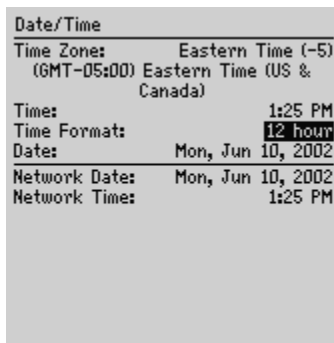 Date/Time
Time Zone: Eastern Time (-5)
(GMT-05:00) Eastern Time (US &
Canada)
Time: 1:25 PM
Time Format: 12 hour
Date: Mon, Jun 10, 2002
Network Date: Mon, Jun 10, 2002
Network Time: 1:25 PM